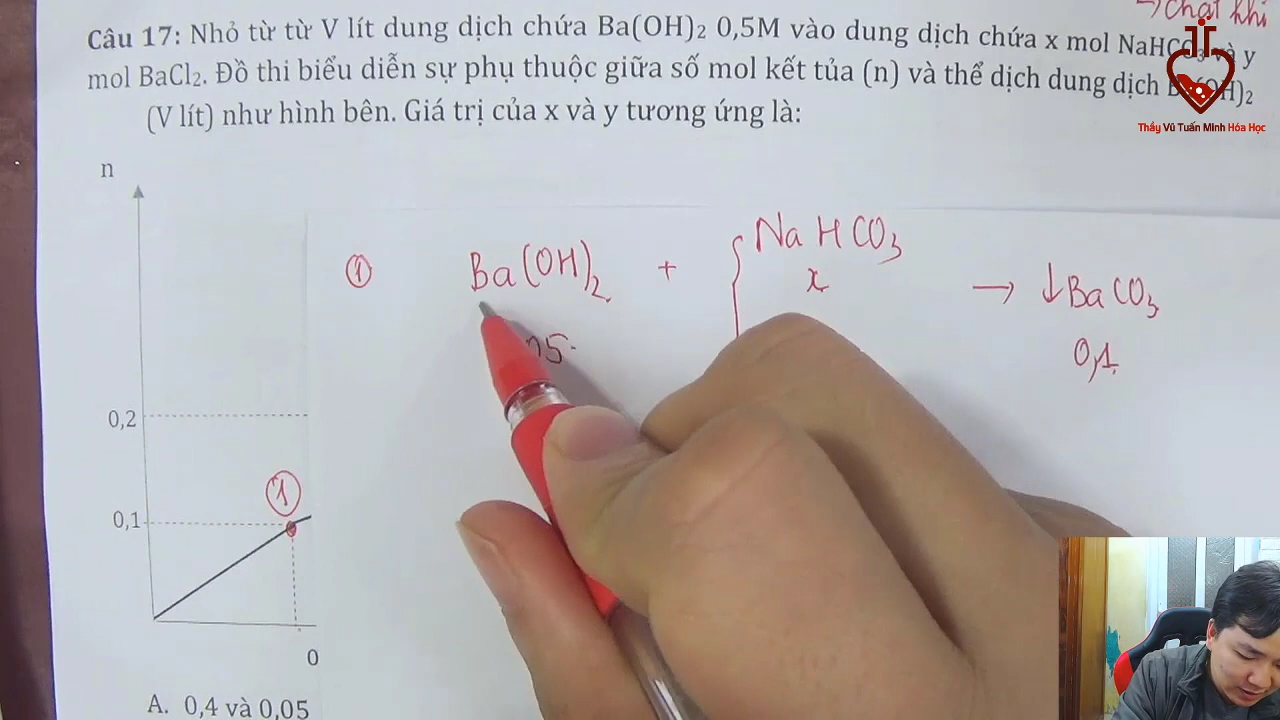 → Chất khí
Câu 17: Nhỏ từ từ V lít dung dịch chứa Ba(OH)₂ 0,5M vào dung dịch chứa x mol NaHCO₃ và y
mol BaCl₂. Đồ thi biểu diễn sự phụ thuộc giữa số mol kết tủa (n) và thể dịch dung dịch Ba(OH)₂
(V lít) như hình bên. Giá trị của x và y tương ứng là:
Thầy Vũ Tuấn Minh Hóa Học
n
① Ba(OH)₂ + { NaHCO₃ → ↓BaCO₃
x
05
0,1
0,2
①
0,1
0
A. 0,4 và 0,05